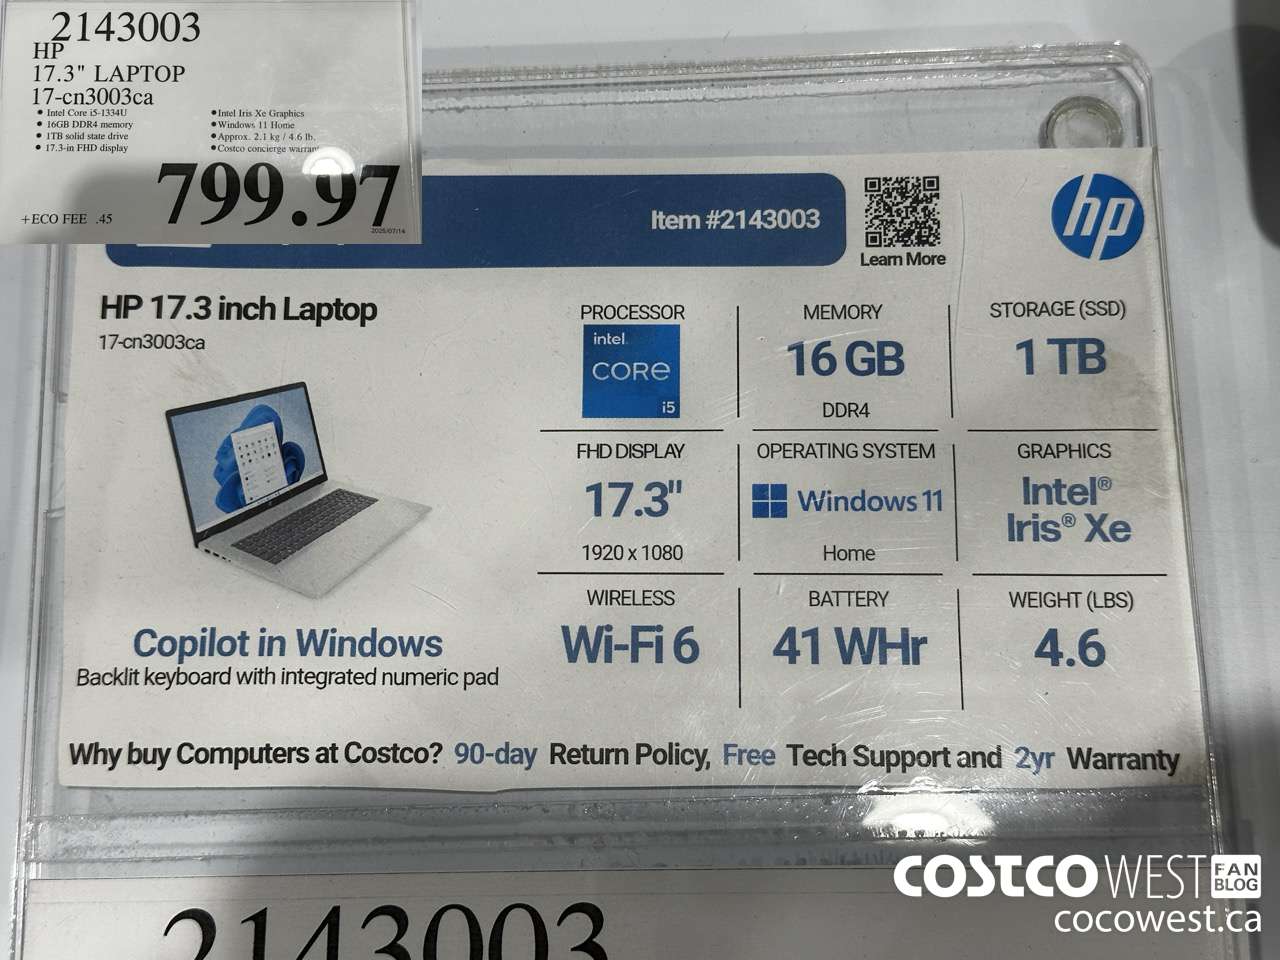 2143003
HP
17.3" LAPTOP
17-cn3003ca
• Intel Core i5-1334U
• 16GB DDR4 memory
• 1TB solid state drive
• 17.3-in FHD display
• Intel Iris Xe Graphics
• Windows 11 Home
• Approx. 2.1 kg / 4.6 lb.
• Costco concierge
799.97
+ECO FEE .45
2025/07/14
Item #2143003
Learn More
hp
HP 17.3 inch Laptop
17-cn3003ca
PROCESSOR
intel
CORE
i5
MEMORY
16 GB
DDR4
STORAGE (SSD)
1 TB
FHD DISPLAY
17.3"
1920 x 1080
OPERATING SYSTEM
Windows 11
Home
GRAPHICS
Intel®
Iris® Xe
WIRELESS
Wi-Fi 6
BATTERY
41 WHr
WEIGHT (LBS)
4.6
Copilot in Windows
Backlit keyboard with integrated numeric pad
Why buy Computers at Costco? 90-day Return Policy, Free Tech Support and 2yr Warranty
2143003
COSTCO WEST FAN BLOG
cocowest.ca